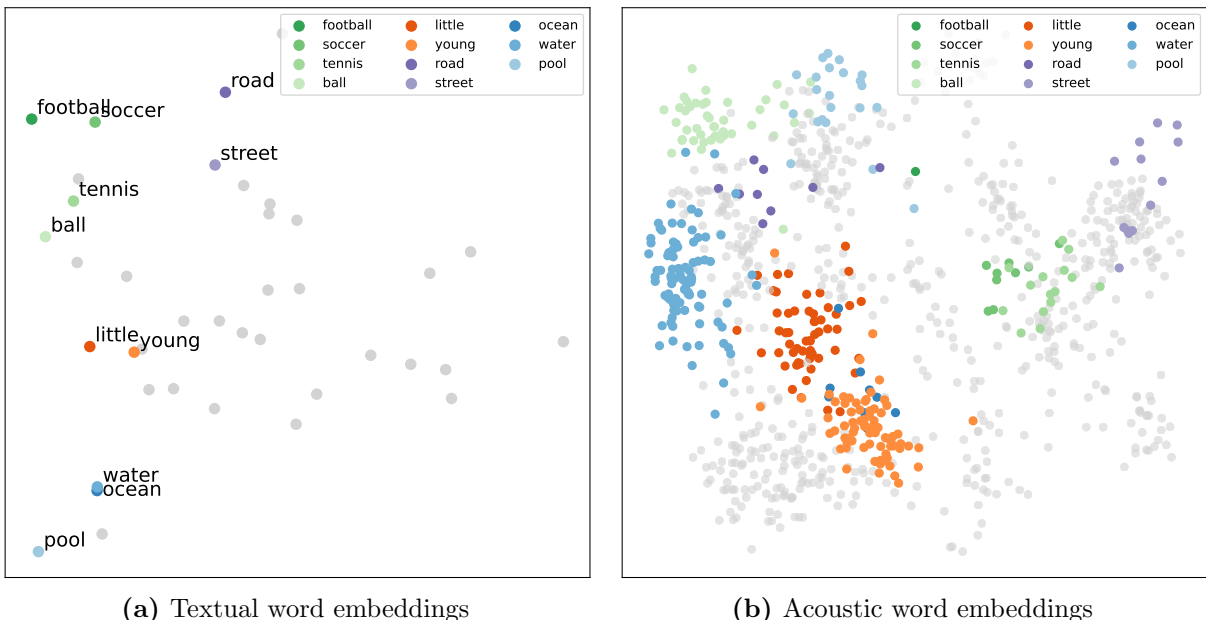 football little ocean
soccer young water
tennis road pool
ball street
road
football
soccer
street
tennis
ball
little
young
water
ocean
pool
(a) Textual word embeddings
football little ocean
soccer young water
tennis road pool
ball street
(b) Acoustic word embeddings